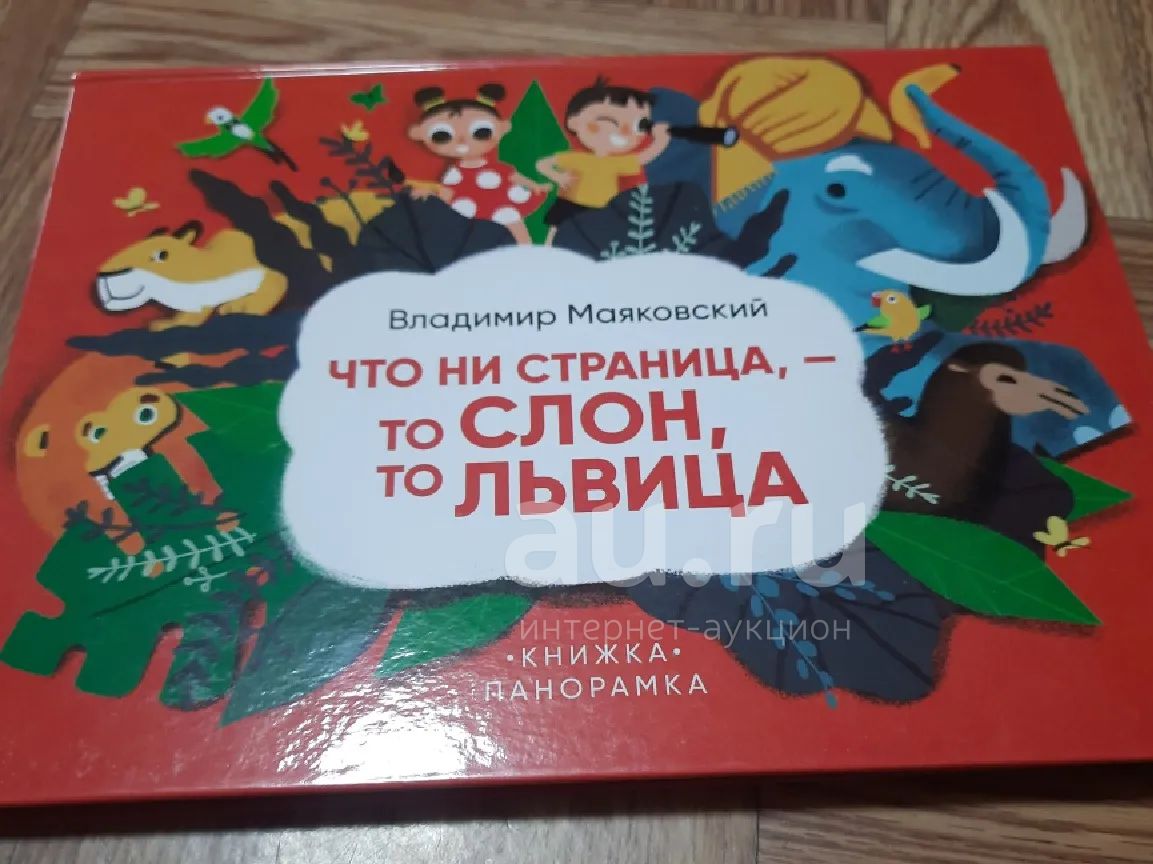 Владимир Маяковский
ЧТО НИ СТРАНИЦА, —
ТО СЛОН,
ТО ЛЬВИЦА
au.ru
интернет-аукцион
•КНИЖКА•
ПАНОРАМКА